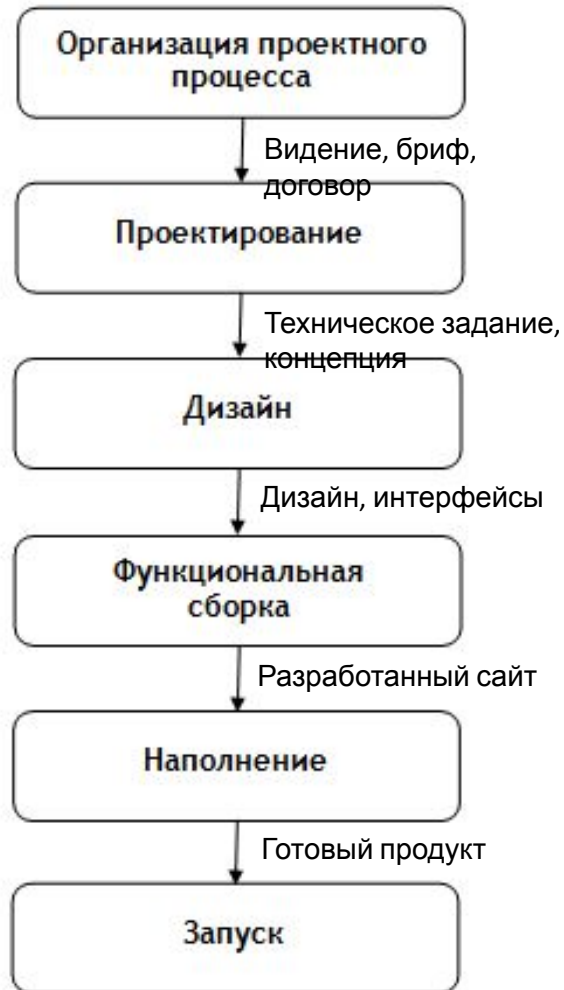 Организация проектного
процесса
Видение, бриф,
договор
Проектирование
Техническое задание,
концепция
Дизайн
Дизайн, интерфейсы
Функциональная
сборка
Разработанный сайт
Наполнение
Готовый продукт
Запуск